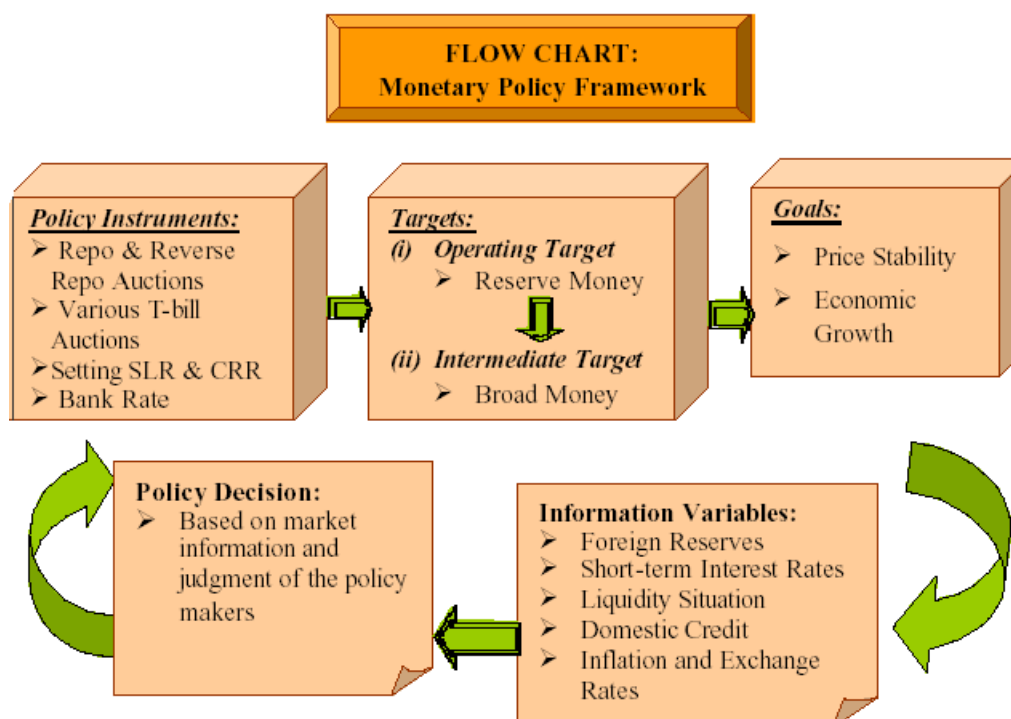 FLOW CHART:
Monetary Policy Framework
Policy Instruments:
➢ Repo & Reverse
Repo Auctions
➢ Various T-bill
Auctions
➢ Setting SLR & CRR
➢ Bank Rate
Targets:
(i) Operating Target
➢ Reserve Money
(ii) Intermediate Target
➢ Broad Money
Goals:
➢ Price Stability
➢ Economic
Growth
Information Variables:
➢ Foreign Reserves
➢ Short-term Interest Rates
➢ Liquidity Situation
➢ Domestic Credit
➢ Inflation and Exchange
Rates
Policy Decision:
➢ Based on market
information and
judgment of the policy
makers